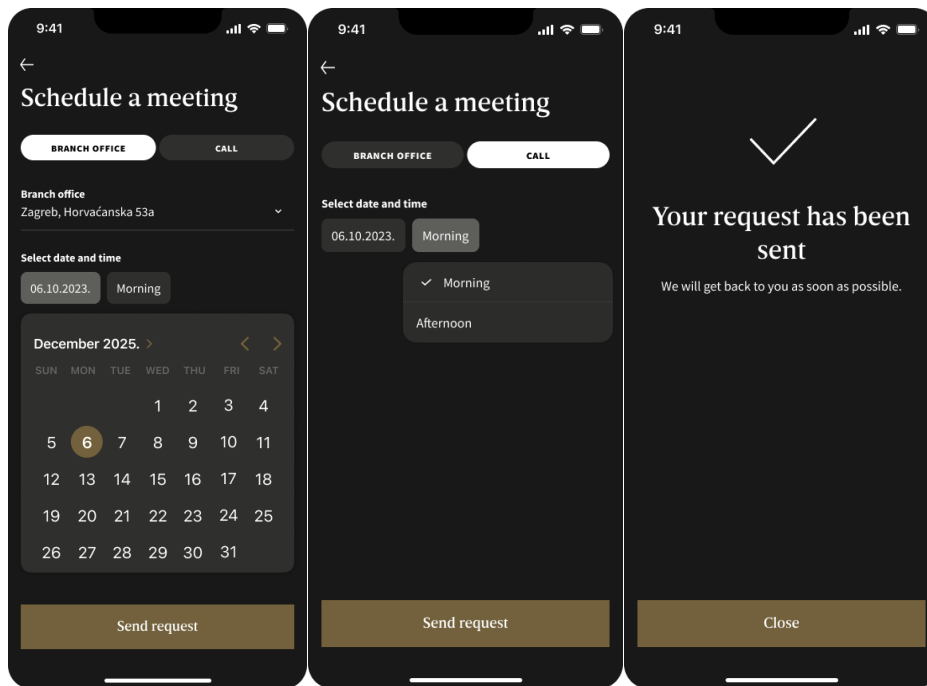 9:41
Schedule a meeting
BRANCH OFFICE CALL
Branch office
Zagreb, Horvaćanska 53a
Select date and time
06.10.2023. Morning
December 2025.
SUN MON TUE WED THU FRI SAT
1 2 3 4
5 6 7 8 9 10 11
12 13 14 15 16 17 18
19 20 21 22 23 24 25
26 27 28 29 30 31
Send request
9:41
Schedule a meeting
BRANCH OFFICE CALL
Select date and time
06.10.2023. Morning
Morning
Afternoon
Send request
9:41
Your request has been
sent
We will get back to you as soon as possible.
Close